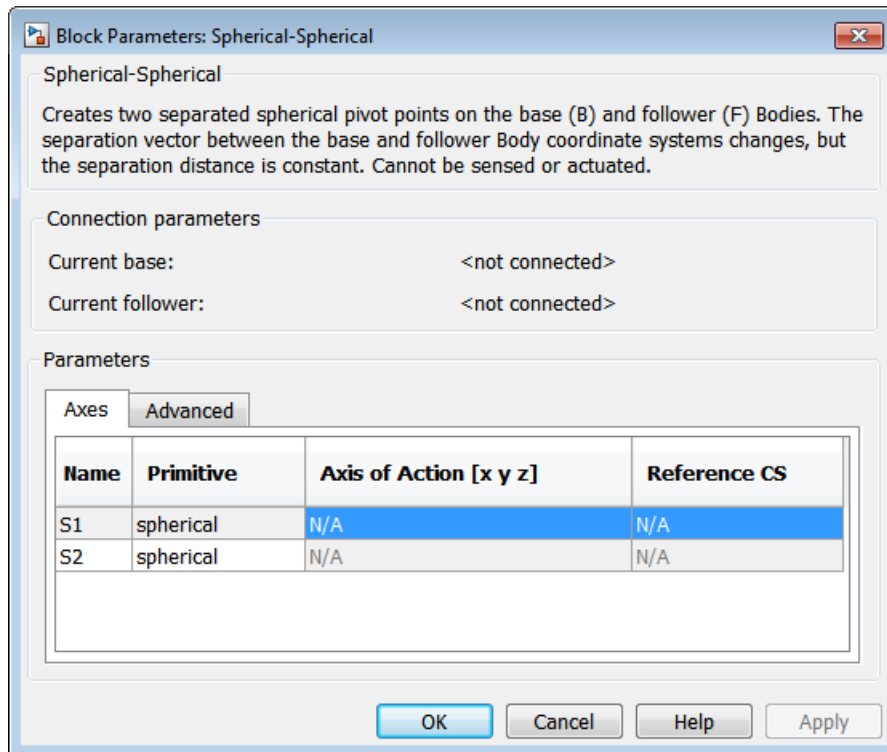 Block Parameters: Spherical-Spherical
Spherical-Spherical
Creates two separated spherical pivot points on the base (B) and follower (F) Bodies. The
separation vector between the base and follower Body coordinate systems changes, but
the separation distance is constant. Cannot be sensed or actuated.
Connection parameters
Current base: <not connected>
Current follower: <not connected>
Parameters
Axes Advanced
Name Primitive Axis of Action [x y z] Reference CS
S1 spherical N/A N/A
S2 spherical N/A N/A
OK Cancel Help Apply